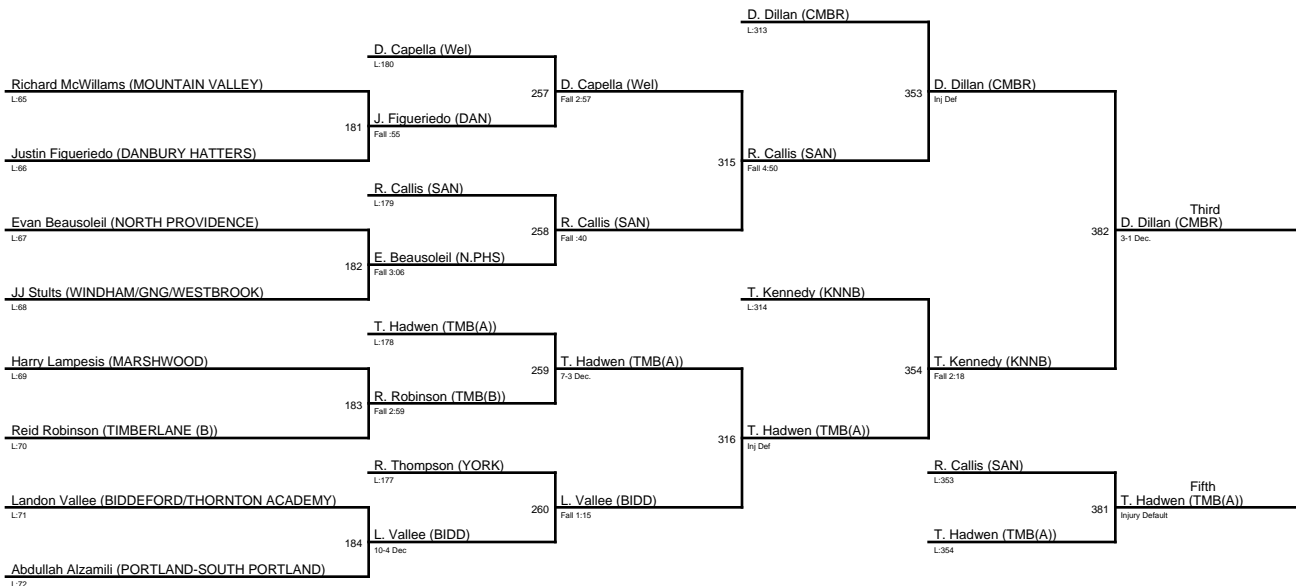 D. Dillan (CMBR)
L:313
D. Capella (Wel)
L:180
Richard McWillams (MOUNTAIN VALLEY)
L:65
257
D. Capella (Wel)
Fall 2:57
353
D. Dillan (CMBR)
Inj Def
181
J. Figueriedo (DAN)
Fall :55
Justin Figueriedo (DANBURY HATTERS)
L:66
315
R. Callis (SAN)
Fall 4:50
R. Callis (SAN)
L:179
Evan Beausoleil (NORTH PROVIDENCE)
L:67
258
R. Callis (SAN)
Fall :40
382
Third
D. Dillan (CMBR)
3-1 Dec.
182
E. Beausoleil (N.PHS)
Fall 3:06
JJ Stults (WINDHAM/GNG/WESTBROOK)
L:68
T. Kennedy (KNNB)
L:314
T. Hadwen (TMB(A))
L:178
Harry Lampesis (MARSHWOOD)
L:69
259
T. Hadwen (TMB(A))
7-3 Dec.
354
T. Kennedy (KNNB)
Fall 2:18
183
R. Robinson (TMB(B))
Fall 2:59
Reid Robinson (TIMBERLANE (B))
L:70
316
T. Hadwen (TMB(A))
Inj Def
R. Thompson (YORK)
L:177
R. Callis (SAN)
L:353
Landon Vallee (BIDDEFORD/THORNTON ACADEMY)
L:71
260
L. Vallee (BIDD)
Fall 1:15
381
Fifth
T. Hadwen (TMB(A))
Injury Default
184
L. Vallee (BIDD)
10-4 Dec
T. Hadwen (TMB(A))
L:354
Abdullah Alzamili (PORTLAND-SOUTH PORTLAND)
L:72